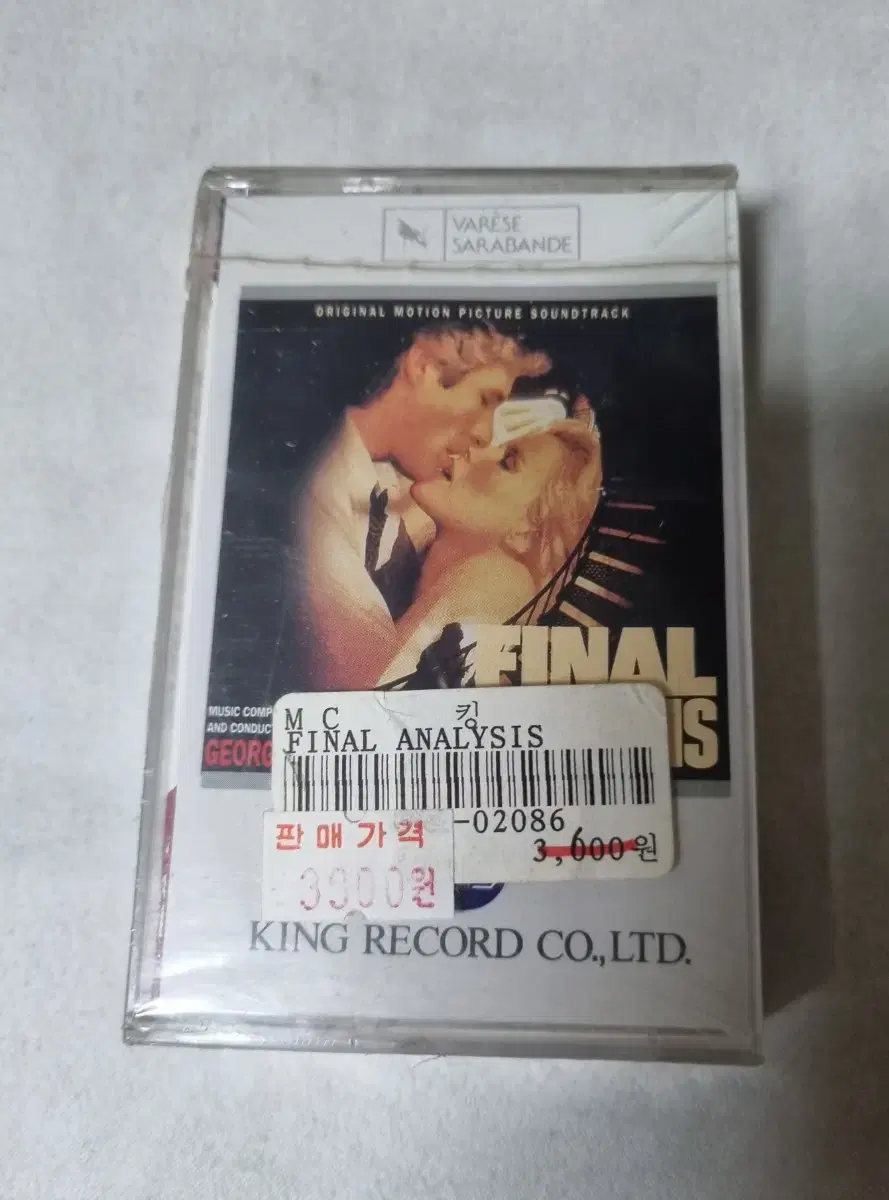 VARÈSE
SARABANDE
ORIGINAL MOTION PICTURE SOUNDTRACK
FINAL
IS
MUSIC COMP
AND CONDUC
GEORG
M C 킹
FINAL ANALYSIS
-02086
3,600원
판매가격
3900원
KING RECORD CO.,LTD.